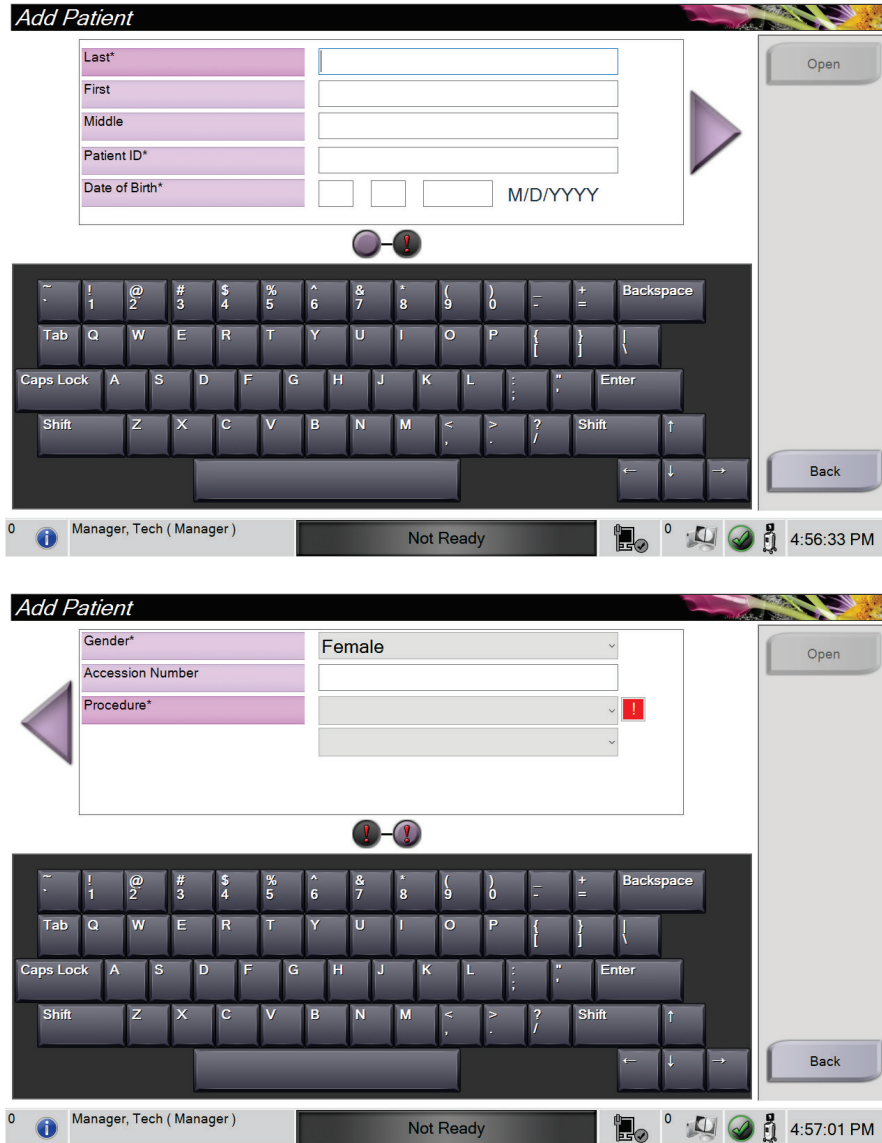 Add Patient
Last*
Open
First
Middle
Patient ID*
Date of Birth* M/D/YYYY
!
~ ! @ # $ % ^ & * ( ) _ + Backspace
` 1 2 3 4 5 6 7 8 9 0 - =
Tab Q W E R T Y U I O P { } |
[ ] \
Caps Lock A S D F G H J K L : " Enter
; '
Shift Z X C V B N M < > ? Shift ↑
, . /
← ↓ →
Back
0 Manager, Tech ( Manager ) Not Ready 0 4:56:33 PM
Add Patient
Gender* Female
Open
Accession Number
Procedure* !
! !
~ ! @ # $ % ^ & * ( ) _ + Backspace
` 1 2 3 4 5 6 7 8 9 0 - =
Tab Q W E R T Y U I O P { } |
[ ] \
Caps Lock A S D F G H J K L : " Enter
; '
Shift Z X C V B N M < > ? Shift ↑
, . /
← ↓ →
Back
0 Manager, Tech ( Manager ) Not Ready 0 4:57:01 PM